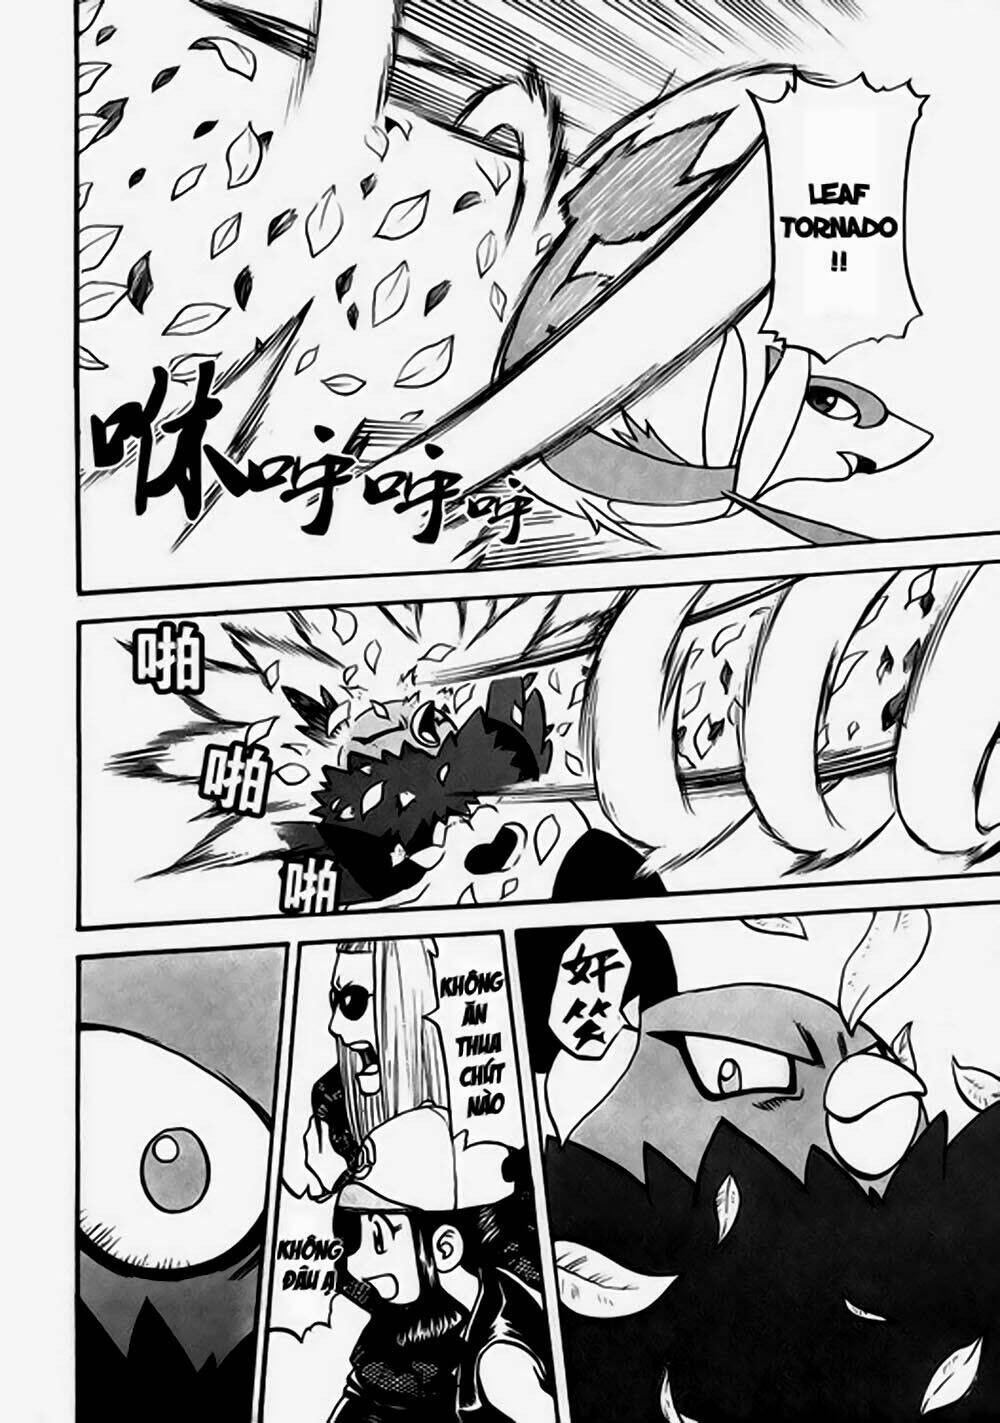 LEAF
TORNADO
!!
咻呼呼呼
啪
啪
啪
奸
笑
KHÔNG
ĂN
THUA
CHÚT
NÀO
KHÔNG
ĐÂU Ạ